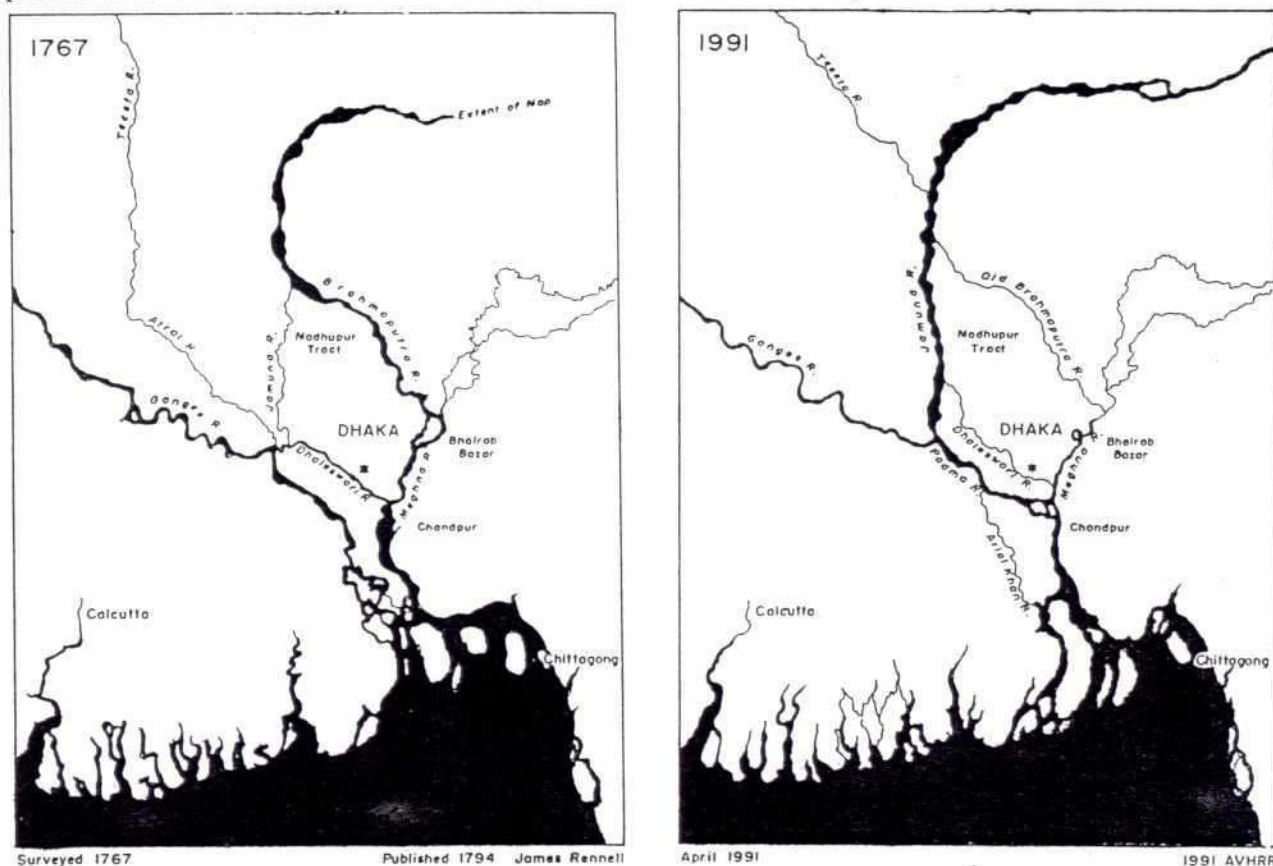 1767
Teesta R.
Extent of Map
Brahmaputra R.
Atrai R
Jamuna R.
Madhupur
Tract
Ganges R.
DHAKA
Bhairab
Bazar
Dhaleswari R.
Meghna R.
Chandpur
Calcutta
Chittagong
Surveyed 1767
Published 1794 James Rennell
1991
Teesta R
Jamuna R.
Old Brahmaputra R.
Madhupur
Tract
Ganges R.
DHAKA
Bhairab
Bazar
Dhaleswari R.
Padma R.
Meghna R.
Chandpur
Arial Khan R.
Calcutta
Chittagong
April 1991
1991 AVHRR